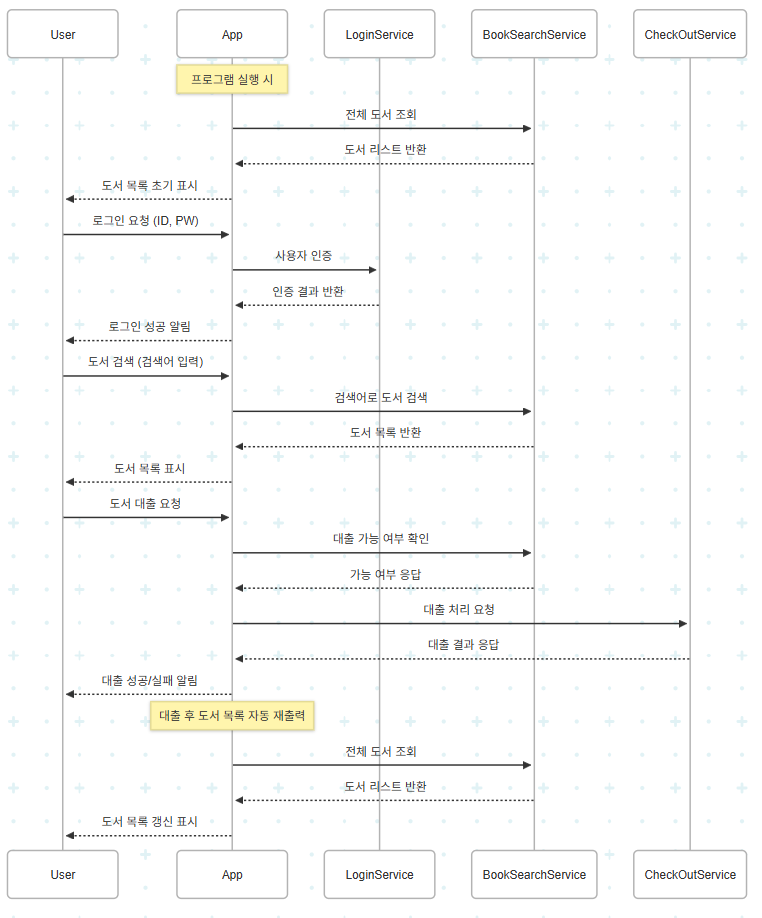 User
App
LoginService
BookSearchService
CheckOutService
프로그램 실행 시
전체 도서 조회
도서 리스트 반환
도서 목록 초기 표시
로그인 요청 (ID, PW)
사용자 인증
인증 결과 반환
로그인 성공 알림
도서 검색 (검색어 입력)
검색어로 도서 검색
도서 목록 반환
도서 목록 표시
도서 대출 요청
대출 가능 여부 확인
가능 여부 응답
대출 처리 요청
대출 결과 응답
대출 성공/실패 알림
대출 후 도서 목록 자동 재출력
전체 도서 조회
도서 리스트 반환
도서 목록 갱신 표시
User
App
LoginService
BookSearchService
CheckOutService